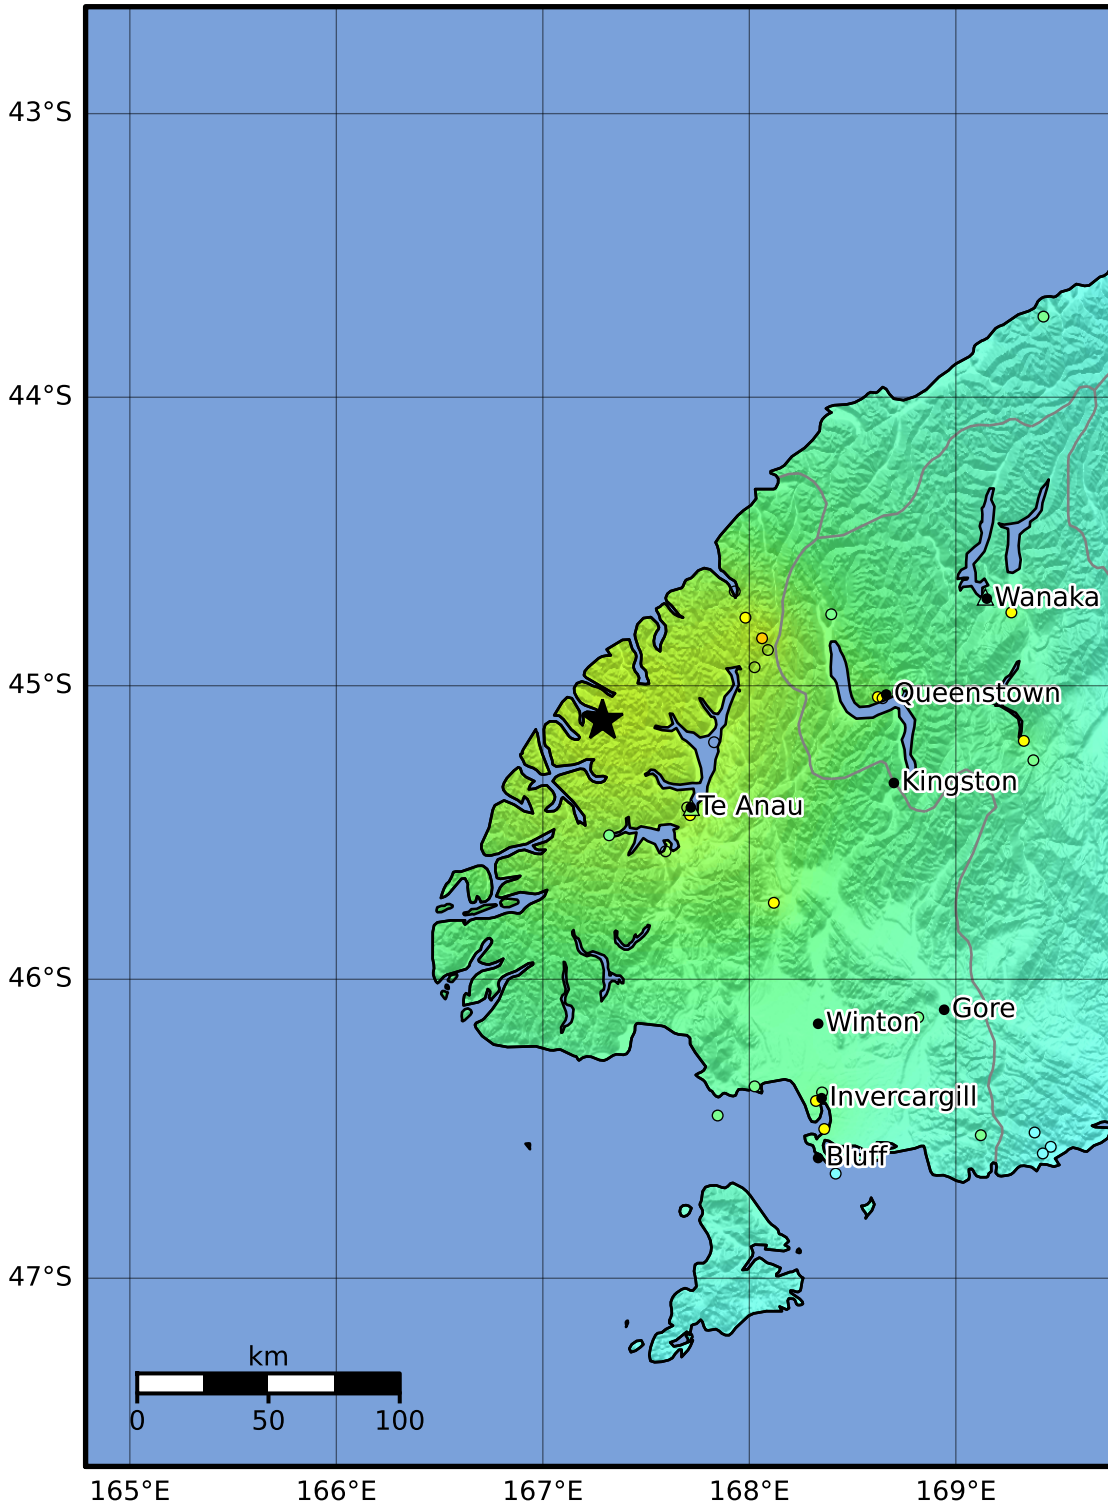 43°S
44°S
Wanaka
45°S
Queenstown
Kingston
Te Anau
46°S
Gore
Winton
Invercargill
Bluff
47°S
km
0 50 100
165°E 166°E 167°E 168°E 169°E